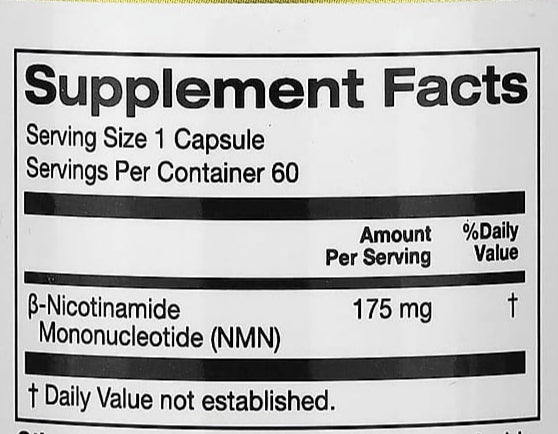 Supplement Facts
Serving Size 1 Capsule
Servings Per Container 60
Amount Per Serving
%Daily Value
β-Nicotinamide Mononucleotide (NMN) 175 mg †
† Daily Value not established.